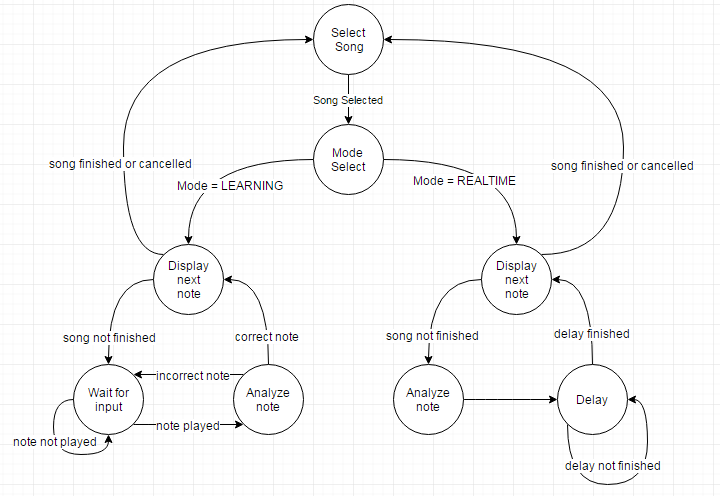 Select
Song
Song Selected
Mode
Select
song finished or cancelled
song finished or cancelled
Mode = LEARNING
Mode = REALTIME
Display
next
note
Display
next
note
song not finished
correct note
song not finished
delay finished
incorrect note
Wait for
input
Analyze
note
Analyze
note
Delay
note played
note not played
delay not finished